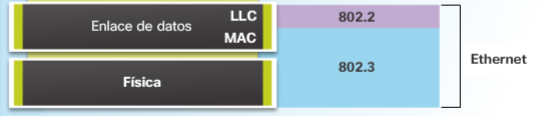 Enlace de datos LLC 802.2
MAC
Física 802.3
Ethernet